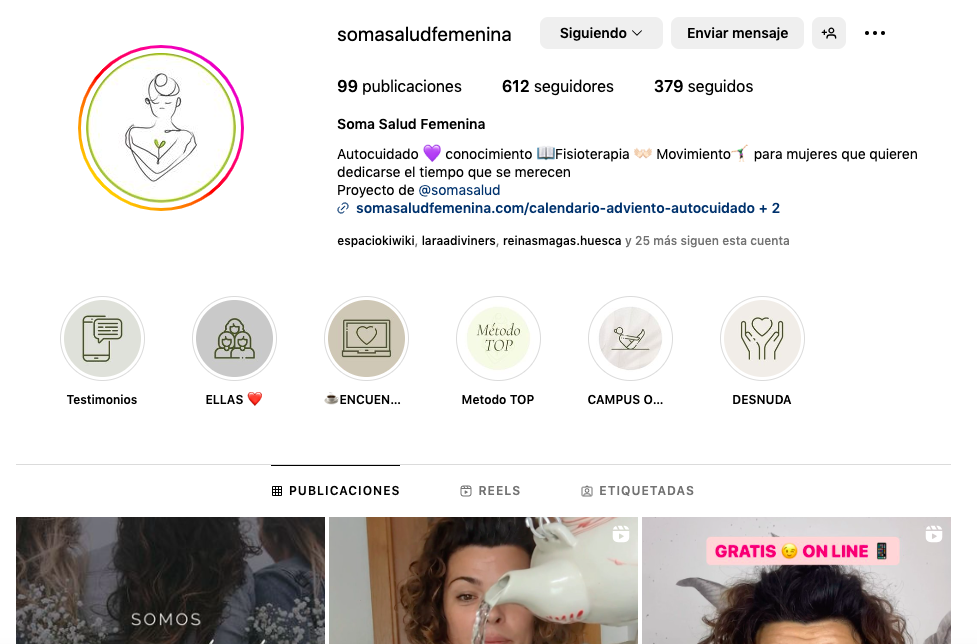 somasaludfemenina
Siguiendo
Enviar mensaje
99 publicaciones
612 seguidores
379 seguidos
Soma Salud Femenina
Autocuidado 💜 conocimiento 📖Fisioterapia 👐🏻 Movimiento🤸🏻‍♀️ para mujeres que quieren
dedicarse el tiempo que se merecen
Proyecto de @somasalud
somasaludfemenina.com/calendario-adviento-autocuidado + 2
espaciokiwiki, laraadiviners, reinasmagas.huesca y 25 más siguen esta cuenta
Método
TOP
Testimonios
ELLAS ❤️
☕ENCUEN...
Metodo TOP
CAMPUS O...
DESNUDA
PUBLICACIONES
REELS
ETIQUETADAS
GRATIS 😉 ON LINE 📱
SOMOS